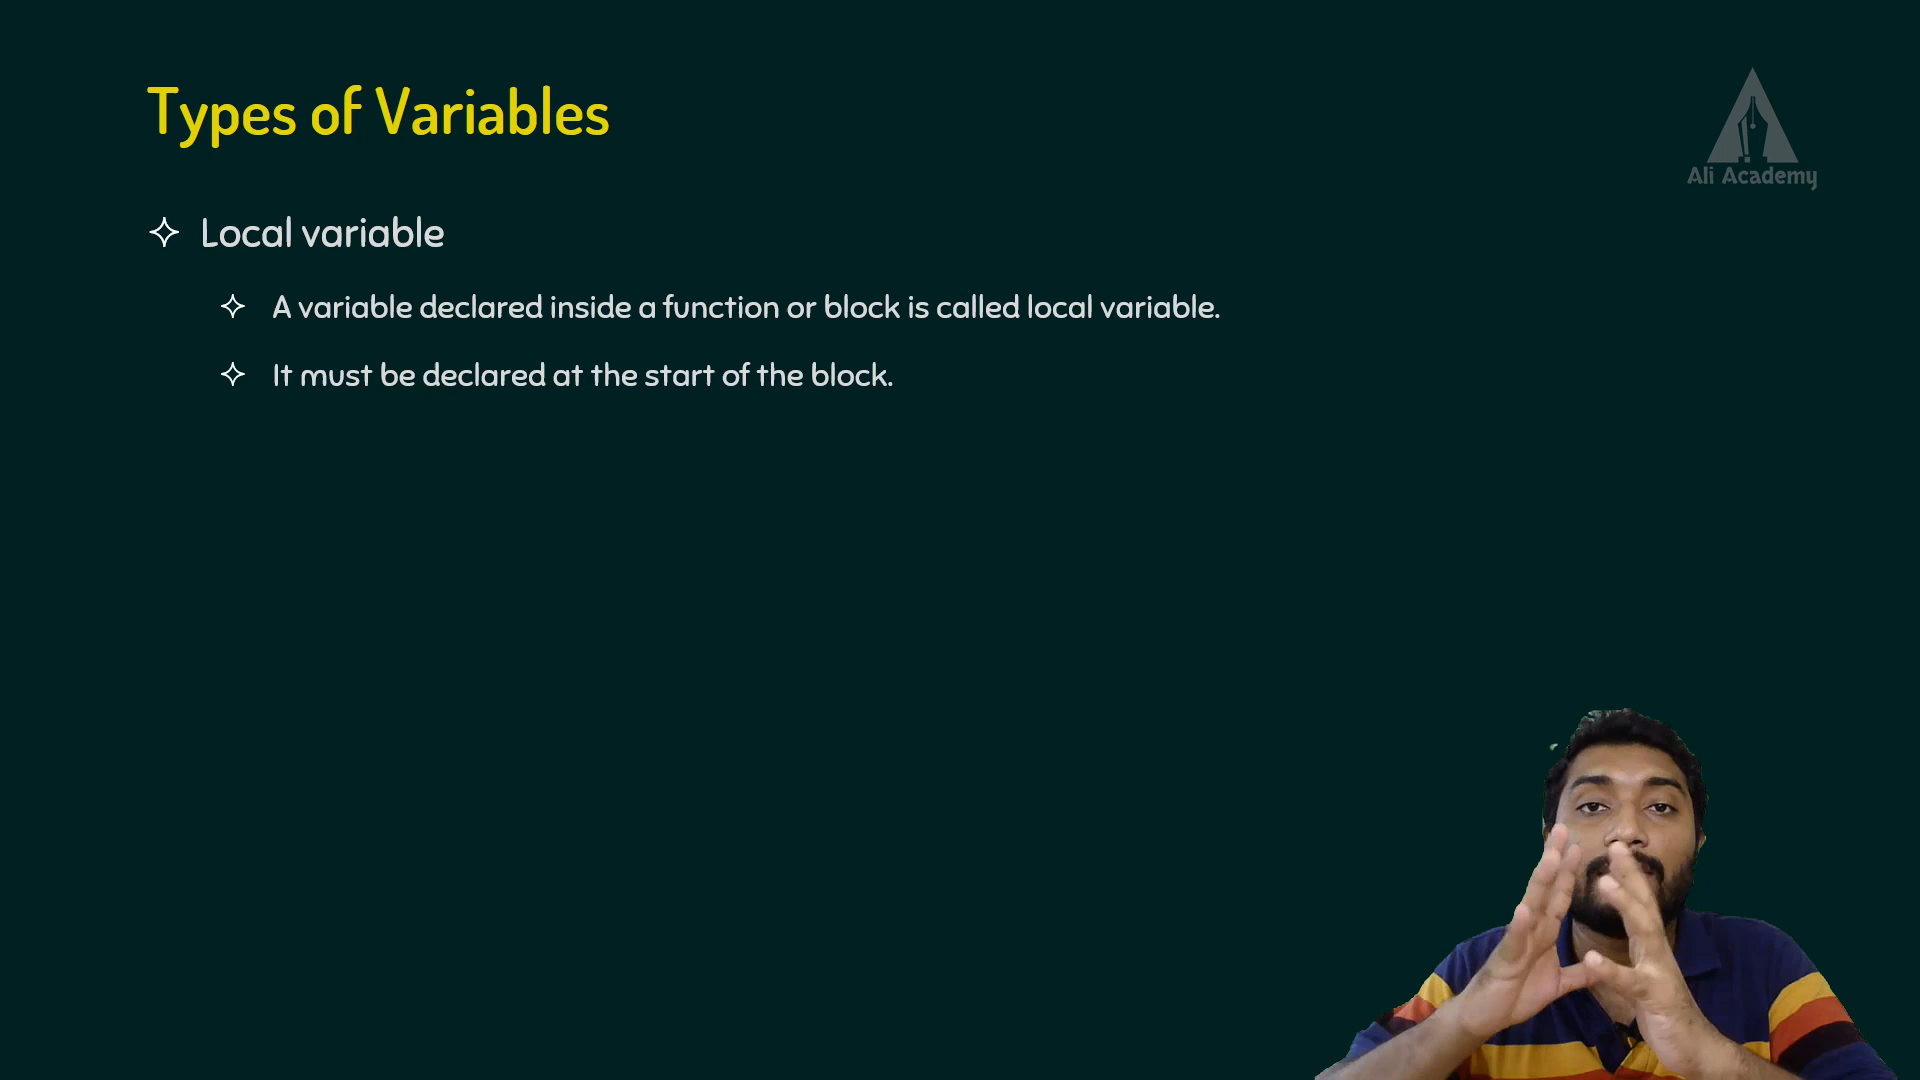 Types of Variables
Ali Academy
Local variable
A variable declared inside a function or block is called local variable.
It must be declared at the start of the block.